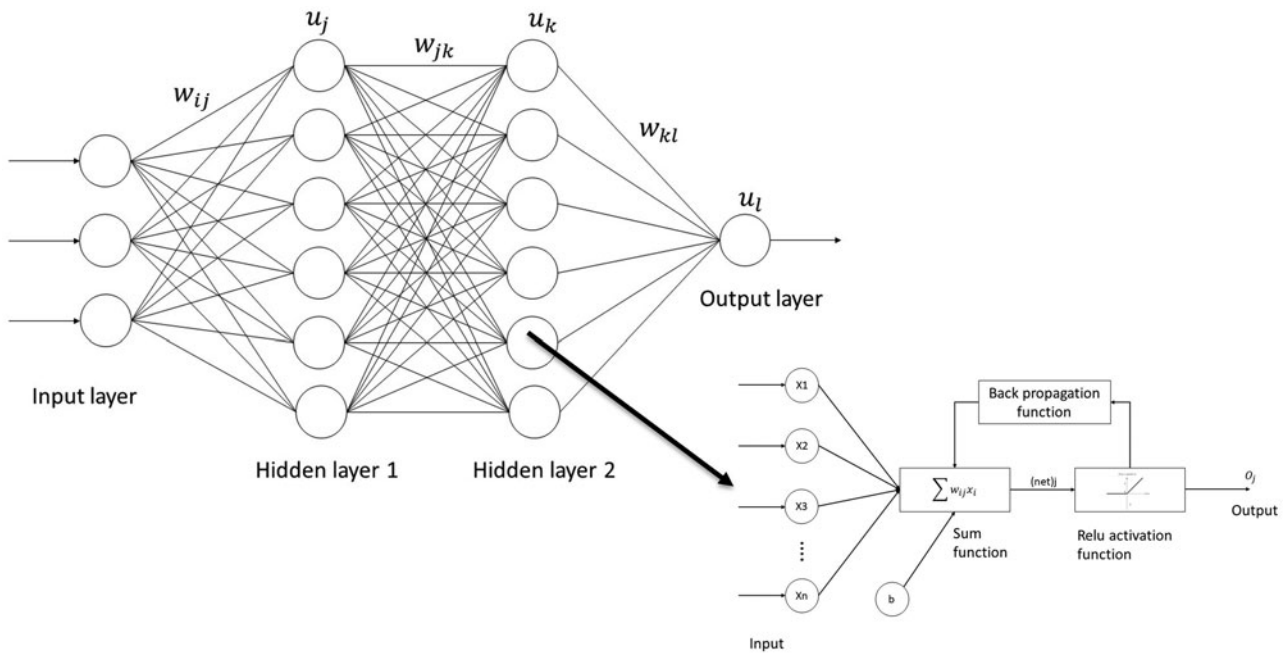 u_j
u_k
w_jk
w_ij
w_kl
u_l
Output layer
Input layer
Hidden layer 1
Hidden layer 2
X1
X2
X3
Xn
Input
b
Back propagation
function
∑ w_ij x_i
Sum
function
(net)j
Relu activation
function
O_j
Output